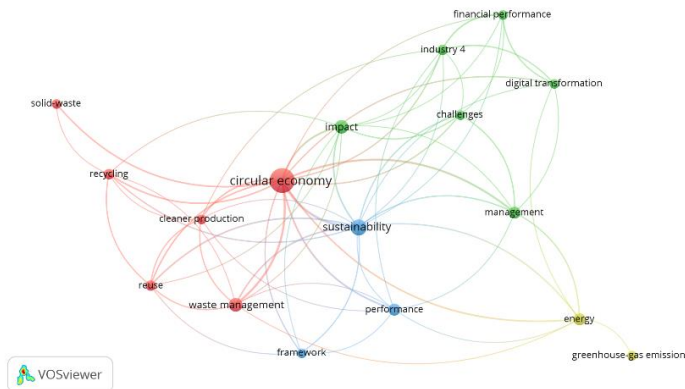 financial performance
industry 4
digital transformation
solid-waste
challenges
impact
recycling
circular economy
management
cleaner production
sustainability
reuse
waste management
performance
energy
framework
greenhouse-gas emission
VOSviewer